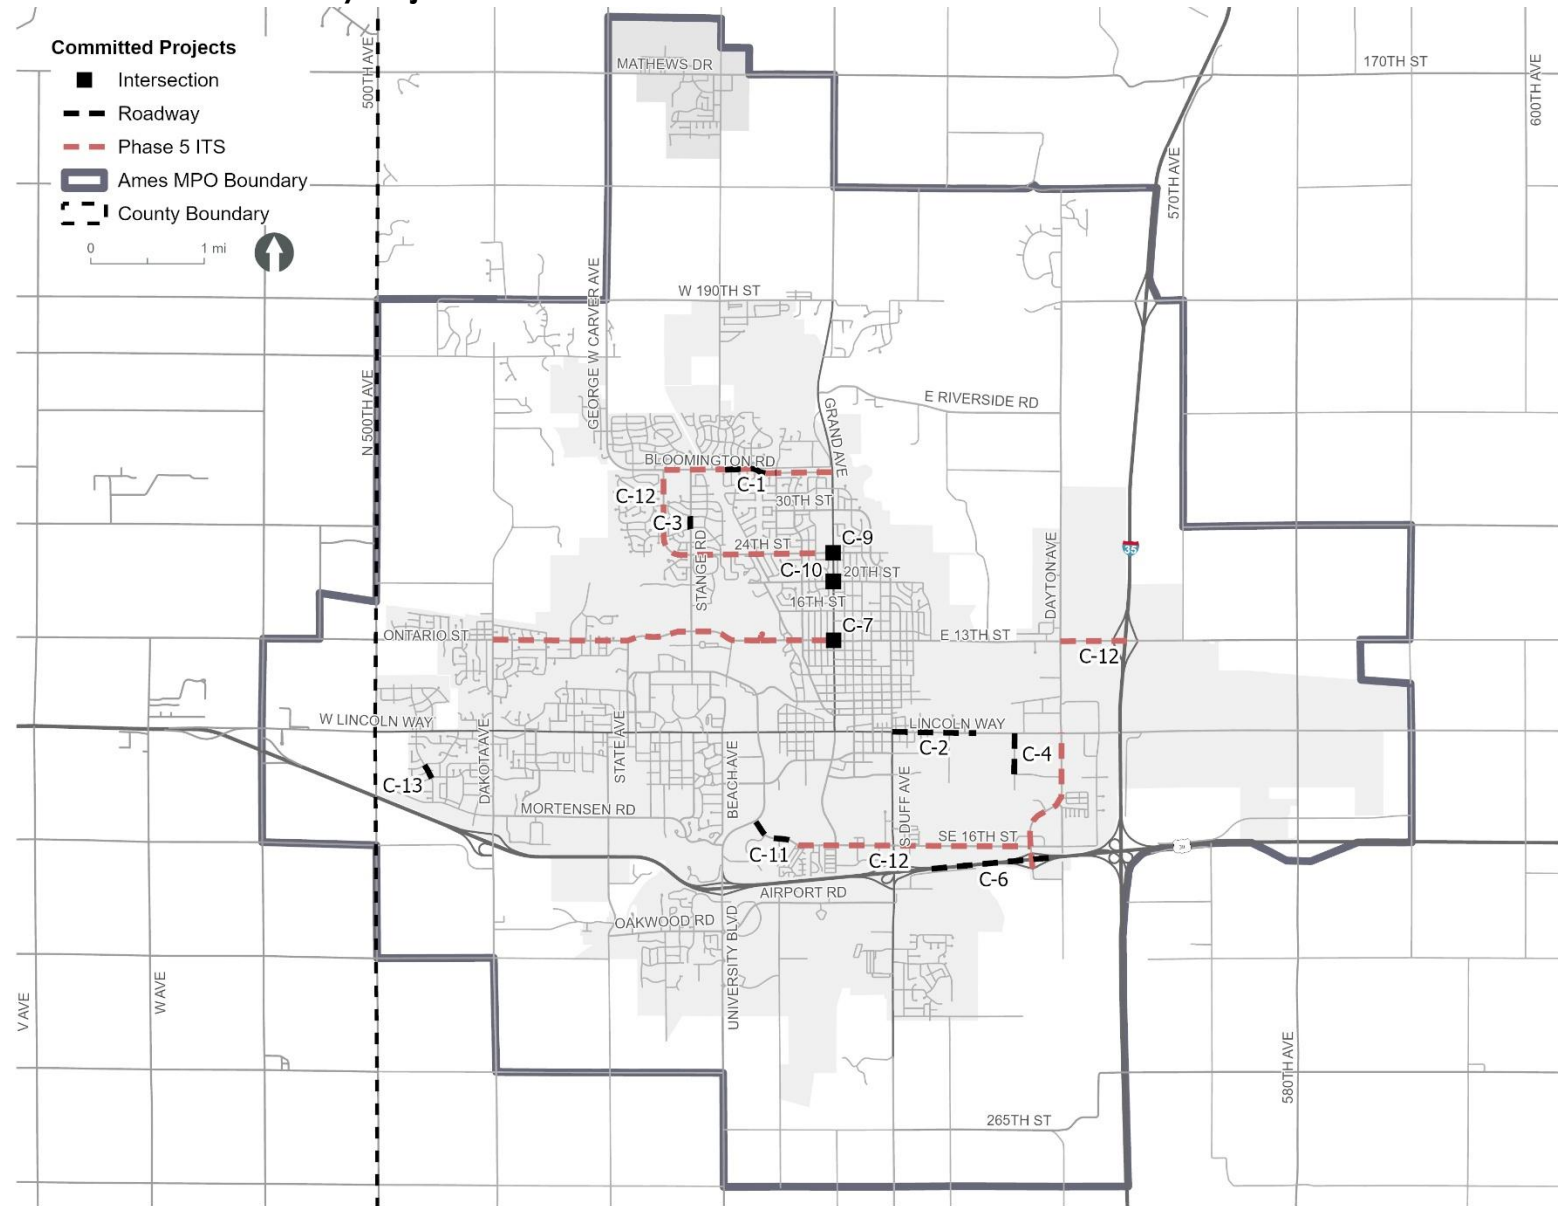 Committed Projects
Intersection
Roadway
Phase 5 ITS
Ames MPO Boundary
County Boundary
0 1 mi
500TH AVE
MATHEWS DR
170TH ST
600TH AVE
570TH AVE
GEORGE W CARVER AVE
W 190TH ST
N 500TH AVE
E RIVERSIDE RD
GRAND AVE
BLOOMINGTON RD
C-1
C-12
30TH ST
C-3
STANGE RD
24TH ST
C-9
C-10
20TH ST
16TH ST
C-7
DAYTON AVE
35
ONTARIO ST
E 13TH ST
C-12
W LINCOLN WAY
LINCOLN WAY
C-2
C-4
DAKOTA AVE
STATE AVE
BEACH AVE
S DUFF AVE
C-13
MORTENSEN RD
SE 16TH ST
C-11
C-12
C-6
30
AIRPORT RD
OAKWOOD RD
UNIVERSITY BLVD
V AVE
W AVE
580TH AVE
265TH ST